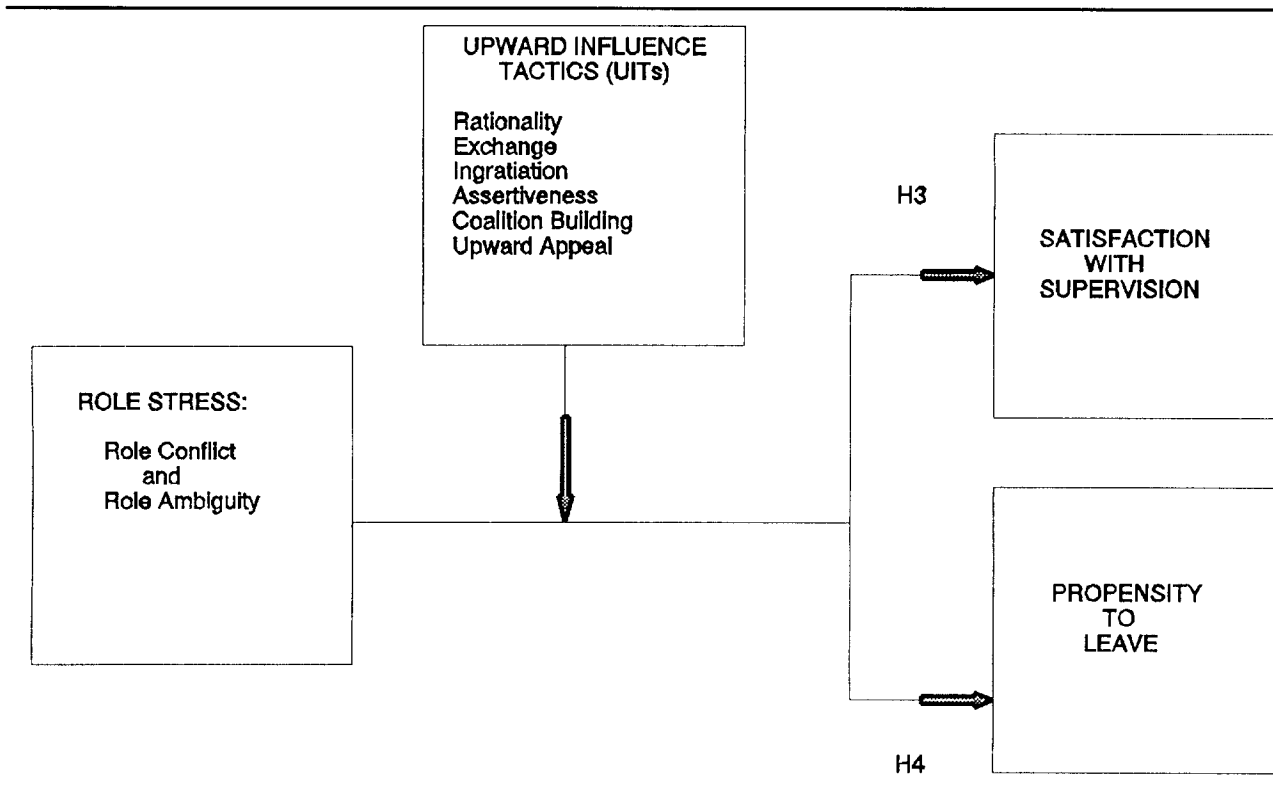 UPWARD INFLUENCE
TACTICS (UITs)
Rationality
Exchange
Ingratiation
Assertiveness
Coalition Building
Upward Appeal
ROLE STRESS:
Role Conflict
and
Role Ambiguity
H3
SATISFACTION
WITH
SUPERVISION
PROPENSITY
TO
LEAVE
H4